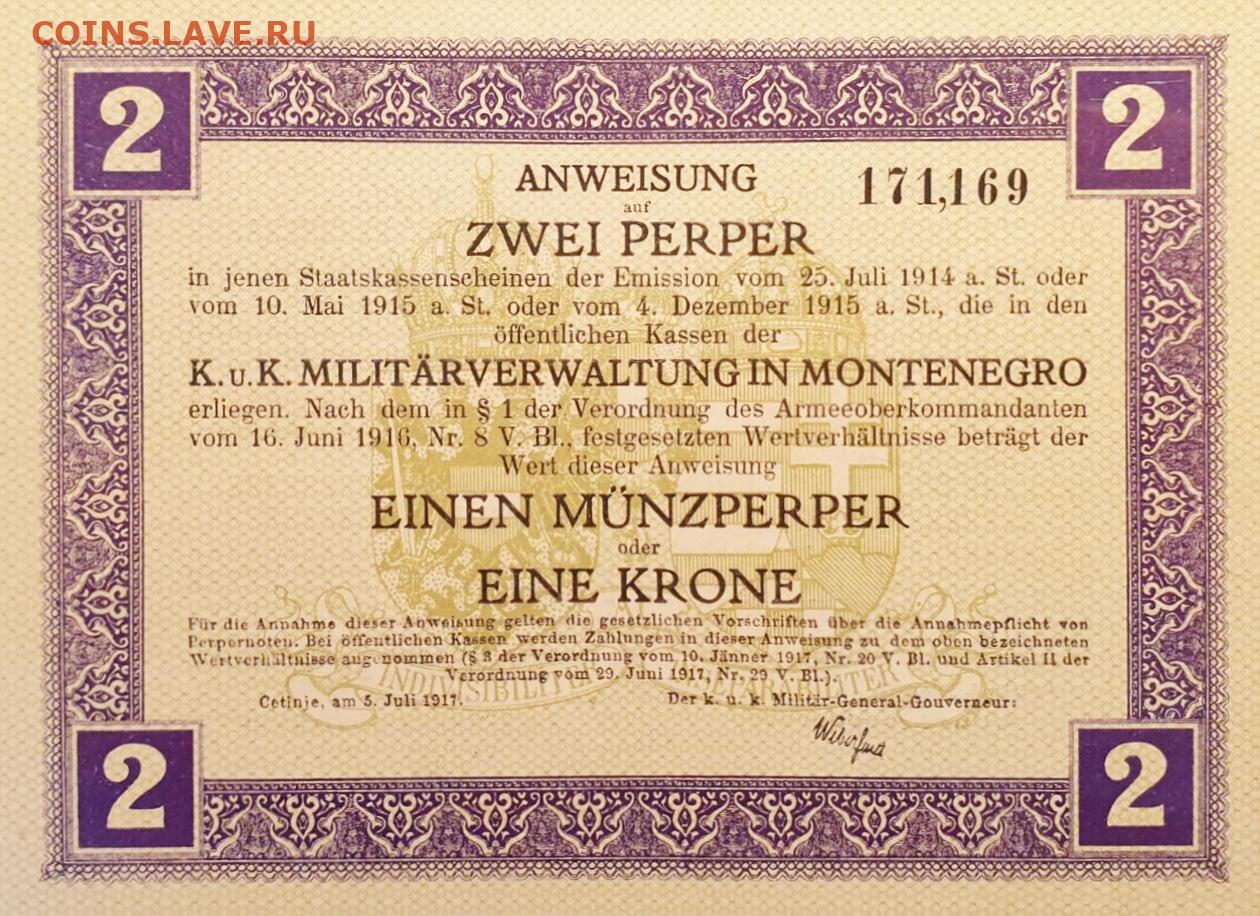 COINS.LAVE.RU
2 2
ANWEISUNG
171,169
auf
ZWEI PERPER
in jenen Staatskassenscheinen der Emission vom 25. Juli 1914 a. St. oder
vom 10. Mai 1915 a. St. oder vom 4. Dezember 1915 a. St., die in den
öffentlichen Kassen der
K.u.K. MILITÄRVERWALTUNG IN MONTENEGRO
erliegen. Nach dem in § 1 der Verordnung des Armeeoberkommandanten
vom 16. Juni 1916, Nr. 8 V. Bl., festgesetzten Wertverhältnisse beträgt der
Wert dieser Anweisung
EINEN MÜNZPERPER
oder
EINE KRONE
Für die Annahme dieser Anweisung gelten die gesetzlichen Vorschriften über die Annahmepflicht von
Perpernoten. Bei öffentlichen Kassen werden Zahlungen in dieser Anweisung zu dem oben bezeichneten
Wertverhältnisse angenommen (§ 3 der Verordnung vom 10. Jänner 1917, Nr. 20 V. Bl. und Artikel II der
Verordnung vom 29. Juni 1917, Nr. 29 V. Bl.).
INDIVISIBILITER
Cetinje, am 5. Juli 1917.
Der k. u. k. Militär-General-Gouverneur:
2 2